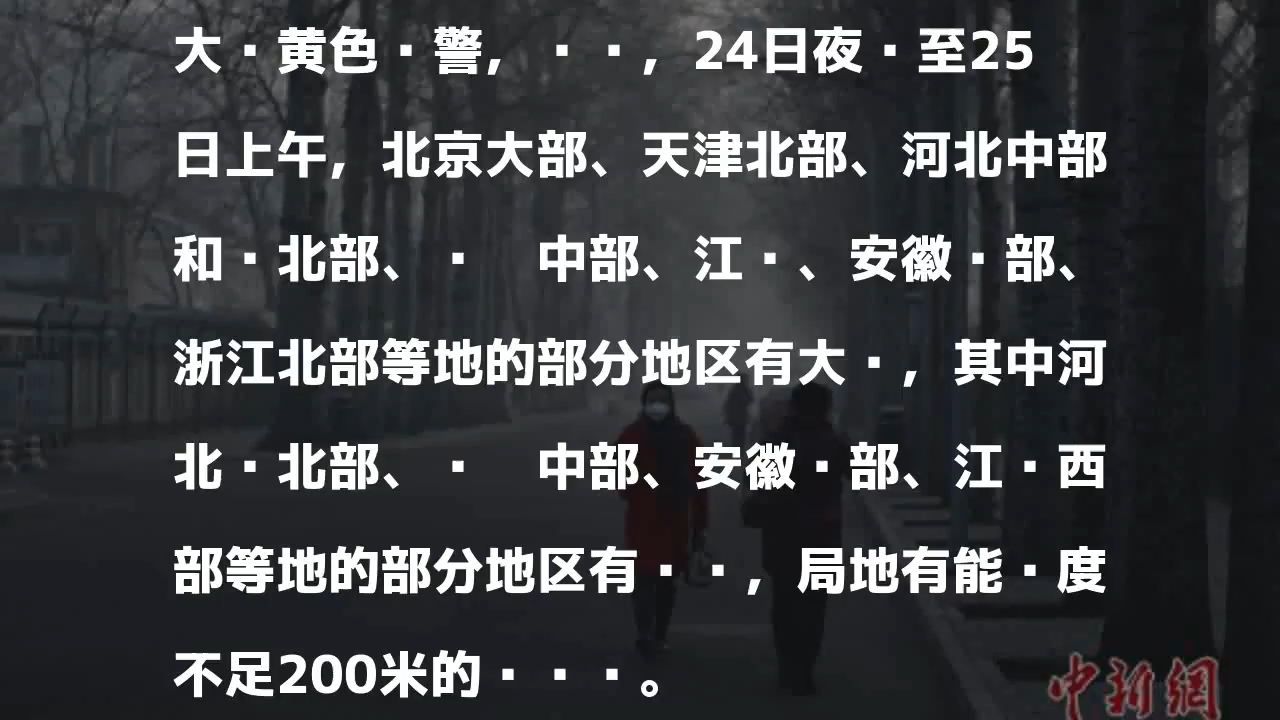 大·黄色·警，··，24日夜·至25
日上午，北京大部、天津北部、河北中部
和·北部、· 中部、江·、安徽·部、
浙江北部等地的部分地区有大·，其中河
北·北部、· 中部、安徽·部、江·西
部等地的部分地区有··，局地有能·度
不足200米的···。
中新網